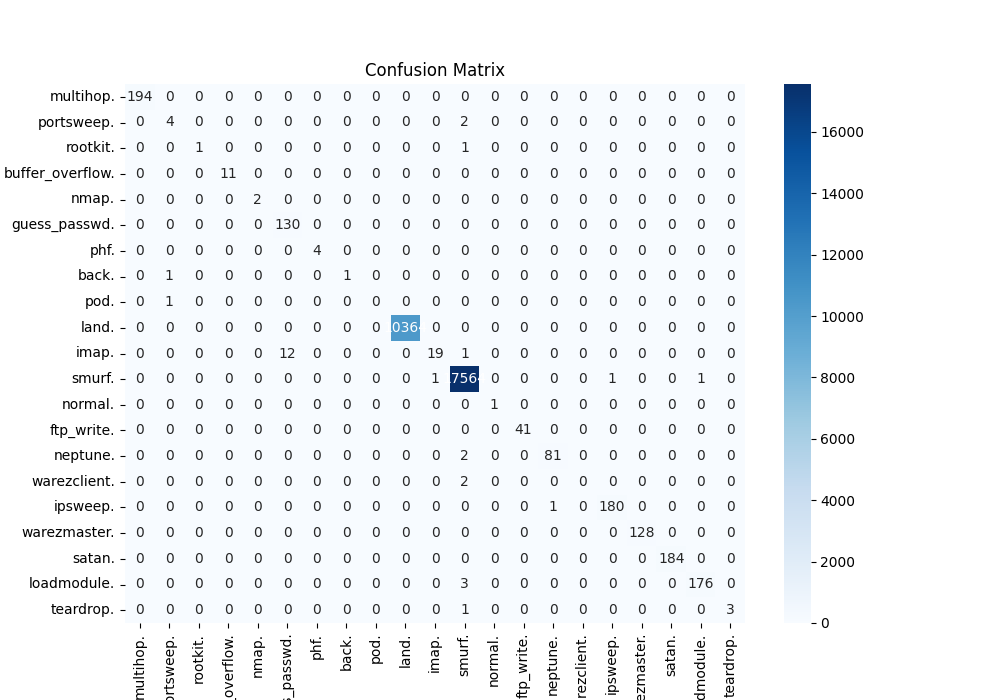 Confusion Matrix
multihop. 194 0 0 0 0 0 0 0 0 0 0 0 0 0 0 0 0 0 0 0 0
portsweep. 0 4 0 0 0 0 0 0 0 0 0 2 0 0 0 0 0 0 0 0 0
rootkit. 0 0 1 0 0 0 0 0 0 0 0 1 0 0 0 0 0 0 0 0 0
buffer_overflow. 0 0 0 11 0 0 0 0 0 0 0 0 0 0 0 0 0 0 0 0 0
nmap. 0 0 0 0 2 0 0 0 0 0 0 0 0 0 0 0 0 0 0 0 0
guess_passwd. 0 0 0 0 0 130 0 0 0 0 0 0 0 0 0 0 0 0 0 0 0
phf. 0 0 0 0 0 0 4 0 0 0 0 0 0 0 0 0 0 0 0 0 0
back. 0 1 0 0 0 0 0 1 0 0 0 0 0 0 0 0 0 0 0 0 0
pod. 0 1 0 0 0 0 0 0 0 0 0 0 0 0 0 0 0 0 0 0 0
land. 0 0 0 0 0 0 0 0 0 0 0 0 0 0 0 0 0 0 0 0
imap. 0 0 0 0 0 12 0 0 0 0 19 1 0 0 0 0 0 0 0 0 0
smurf. 0 0 0 0 0 0 0 0 0 0 1 0 0 0 0 1 0 0 1 0
normal. 0 0 0 0 0 0 0 0 0 0 0 0 1 0 0 0 0 0 0 0 0
ftp_write. 0 0 0 0 0 0 0 0 0 0 0 0 0 41 0 0 0 0 0 0 0
neptune. 0 0 0 0 0 0 0 0 0 0 0 2 0 0 81 0 0 0 0 0 0
warezclient. 0 0 0 0 0 0 0 0 0 0 0 2 0 0 0 0 0 0 0 0 0
ipsweep. 0 0 0 0 0 0 0 0 0 0 0 0 0 0 1 0 180 0 0 0 0
warezmaster. 0 0 0 0 0 0 0 0 0 0 0 0 0 0 0 0 0 128 0 0 0
satan. 0 0 0 0 0 0 0 0 0 0 0 0 0 0 0 0 0 0 184 0 0
loadmodule. 0 0 0 0 0 0 0 0 0 0 0 3 0 0 0 0 0 0 0 176 0
teardrop. 0 0 0 0 0 0 0 0 0 0 0 1 0 0 0 0 0 0 0 0 3
multihop.
rootkit.
nmap.
phf.
back.
pod.
land.
imap.
smurf.
normal.
ftp_write.
neptune.
ipsweep.
satan.
teardrop.
16000
14000
12000
10000
8000
6000
4000
2000
0